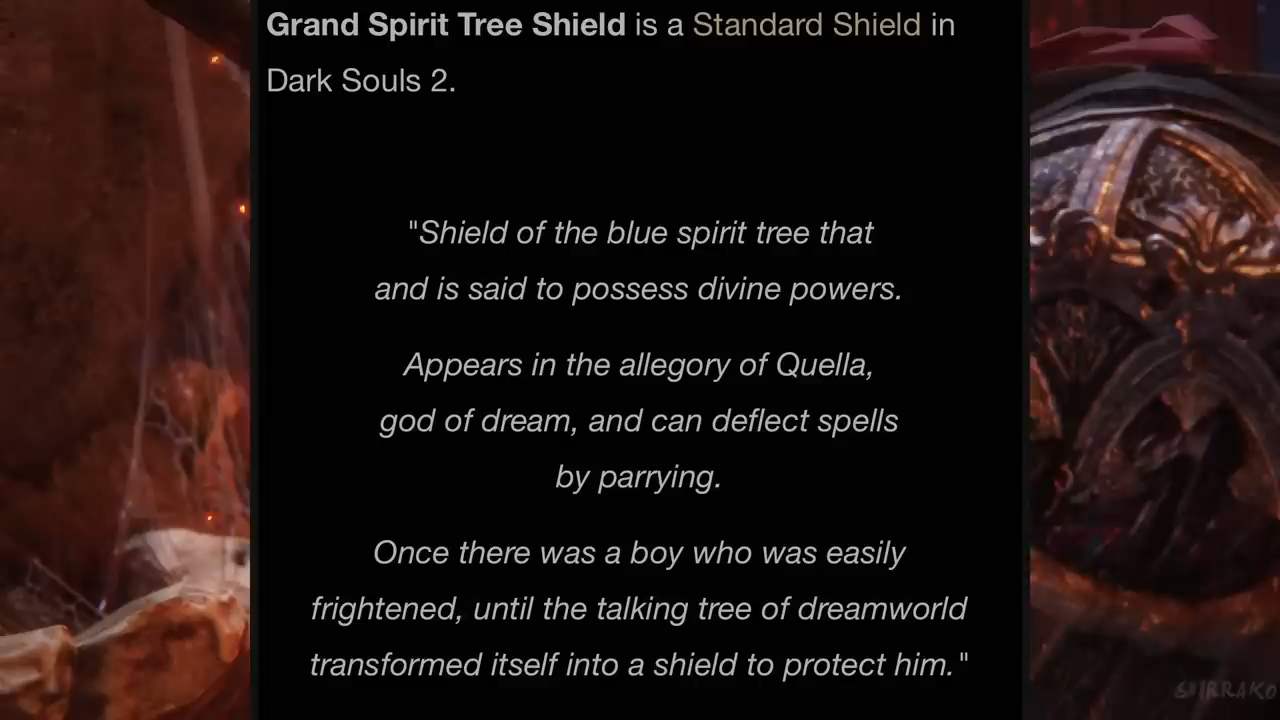 Grand Spirit Tree Shield is a Standard Shield in
Dark Souls 2.
"Shield of the blue spirit tree that
and is said to possess divine powers.
Appears in the allegory of Quella,
god of dream, and can deflect spells
by parrying.
Once there was a boy who was easily
frightened, until the talking tree of dreamworld
transformed itself into a shield to protect him."